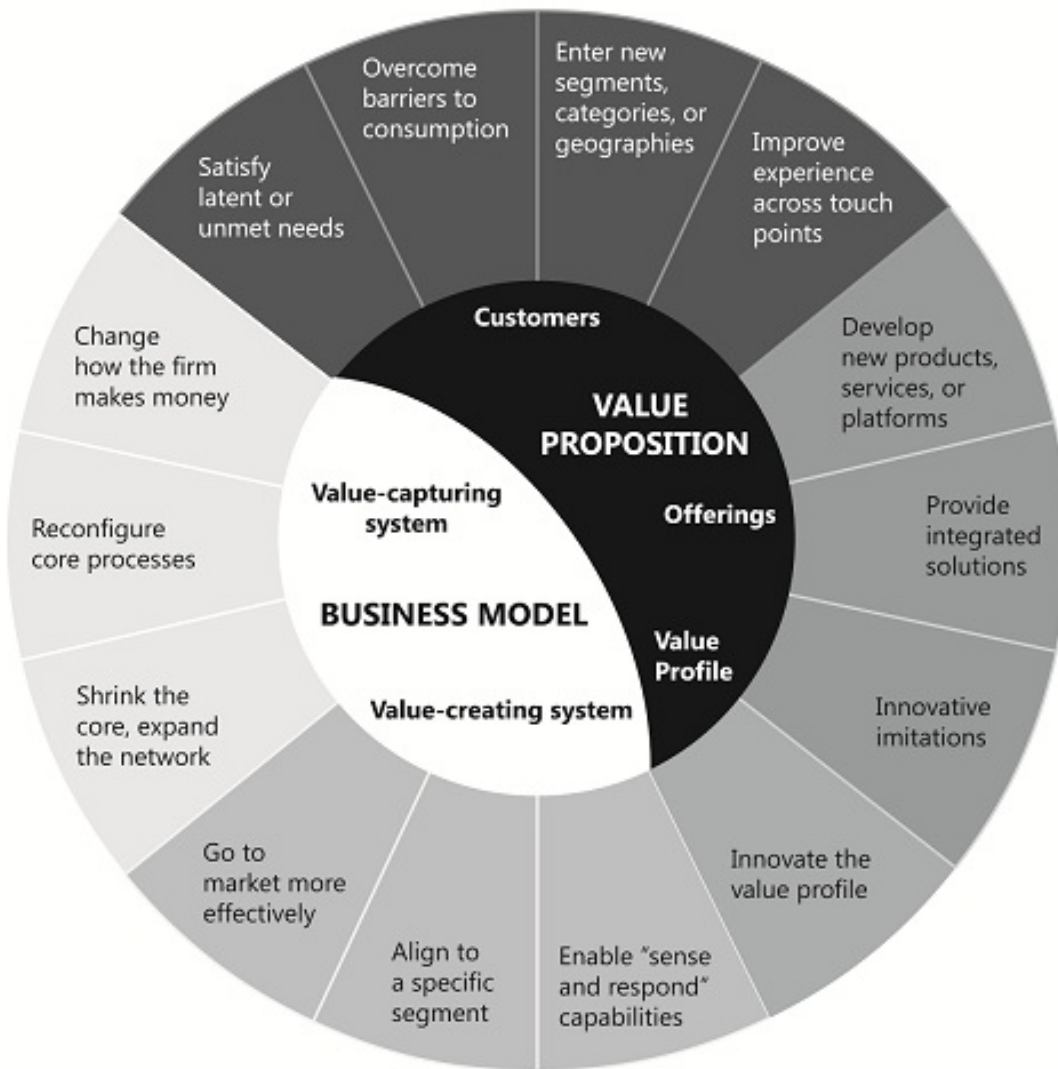 Overcome
barriers to
consumption
Enter new
segments,
categories, or
geographies
Improve
experience
across touch
points
Develop
new products,
services, or
platforms
Provide
integrated
solutions
Innovative
imitations
Innovate the
value profile
Enable “sense
and respond”
capabilities
Align to
a specific
segment
Go to
market more
effectively
Shrink the
core, expand
the network
Reconfigure
core processes
Change
how the firm
makes money
Satisfy
latent or
unmet needs
Customers
VALUE
PROPOSITION
Offerings
Value
Profile
Value-capturing
system
BUSINESS MODEL
Value-creating system